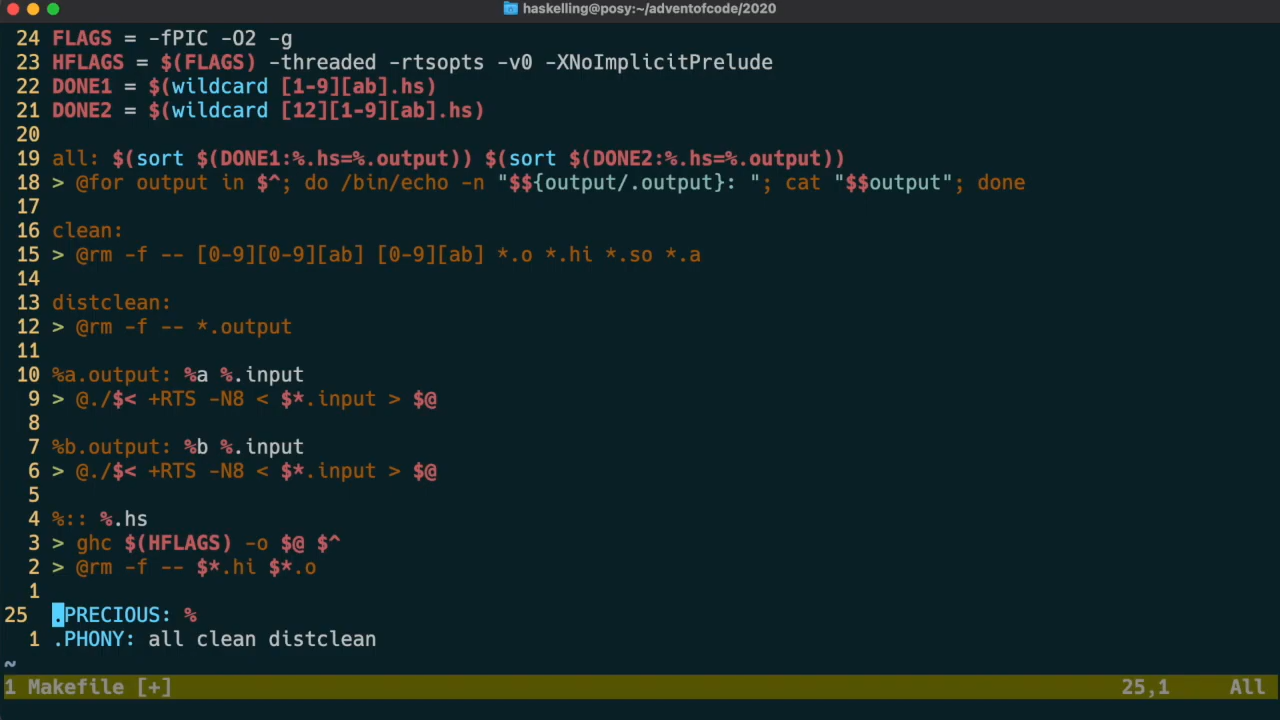 haskelling@posy:~/adventofcode/2020
24 FLAGS = -fPIC -O2 -g
23 HFLAGS = $(FLAGS) -threaded -rtsopts -v0 -XNoImplicitPrelude
22 DONE1 = $(wildcard [1-9][ab].hs)
21 DONE2 = $(wildcard [12][1-9][ab].hs)
20
19 all: $(sort $(DONE1:%.hs=%.output)) $(sort $(DONE2:%.hs=%.output))
18 > @for output in $^; do /bin/echo -n "$${output/.output}: "; cat "$$output"; done
17
16 clean:
15 > @rm -f -- [0-9][0-9][ab] [0-9][ab] *.o *.hi *.so *.a
14
13 distclean:
12 > @rm -f -- *.output
11
10 %a.output: %a %.input
9 > @./$< +RTS -N8 < $*.input > $@
8
7 %b.output: %b %.input
6 > @./$< +RTS -N8 < $*.input > $@
5
4 %:: %.hs
3 > ghc $(HFLAGS) -o $@ $^
2 > @rm -f -- $*.hi $*.o
1
25 .PRECIOUS: %
1 .PHONY: all clean distclean
~
1 Makefile [+] 25,1 All